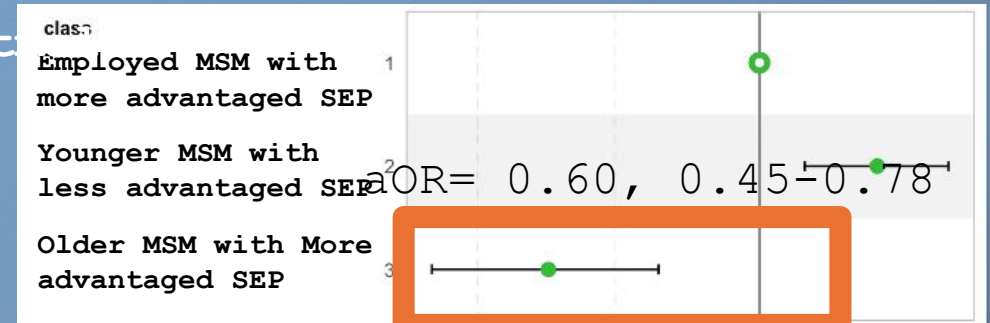 class
Employed MSM with
more advantaged SEP
1
Younger MSM with
less advantaged SEP
2
aOR= 0.60, 0.45-0.78
Older MSM with More
advantaged SEP
3